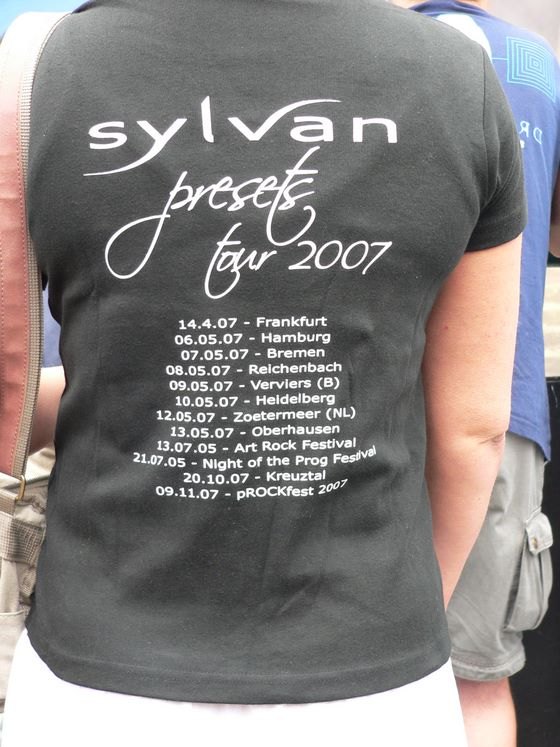 sylvan
presets
tour 2007
14.4.07 - Frankfurt
06.05.07 - Hamburg
07.05.07 - Bremen
08.05.07 - Reichenbach
09.05.07 - Verviers (B)
10.05.07 - Heidelberg
12.05.07 - Zoetermeer (NL)
13.05.07 - Oberhausen
13.07.05 - Art Rock Festival
21.07.05 - Night of the Prog Festival
20.10.07 - Kreuztal
09.11.07 - pROCKfest 2007